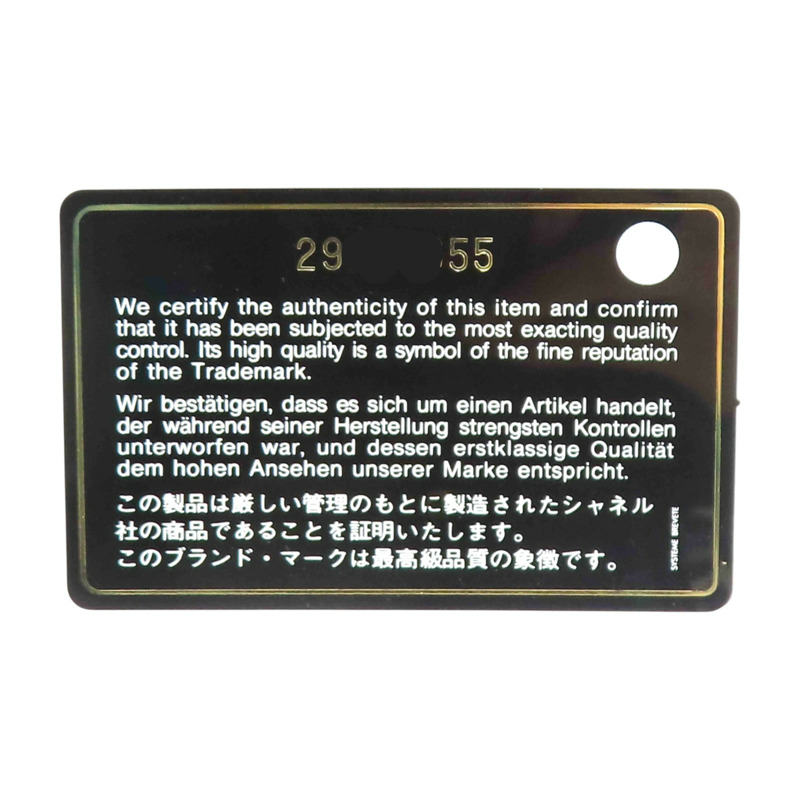 29 55
We certify the authenticity of this item and confirm
that it has been subjected to the most exacting quality
control. Its high quality is a symbol of the fine reputation
of the Trademark.
Wir bestätigen, dass es sich um einen Artikel handelt,
der während seiner Herstellung strengsten Kontrollen
unterworfen war, und dessen erstklassige Qualität
dem hohen Ansehen unserer Marke entspricht.
この製品は厳しい管理のもとに製造されたシャネル
社の商品であることを証明いたします。
このブランド・マークは最高級品質の象徴です。
SYSTEME BREVETE